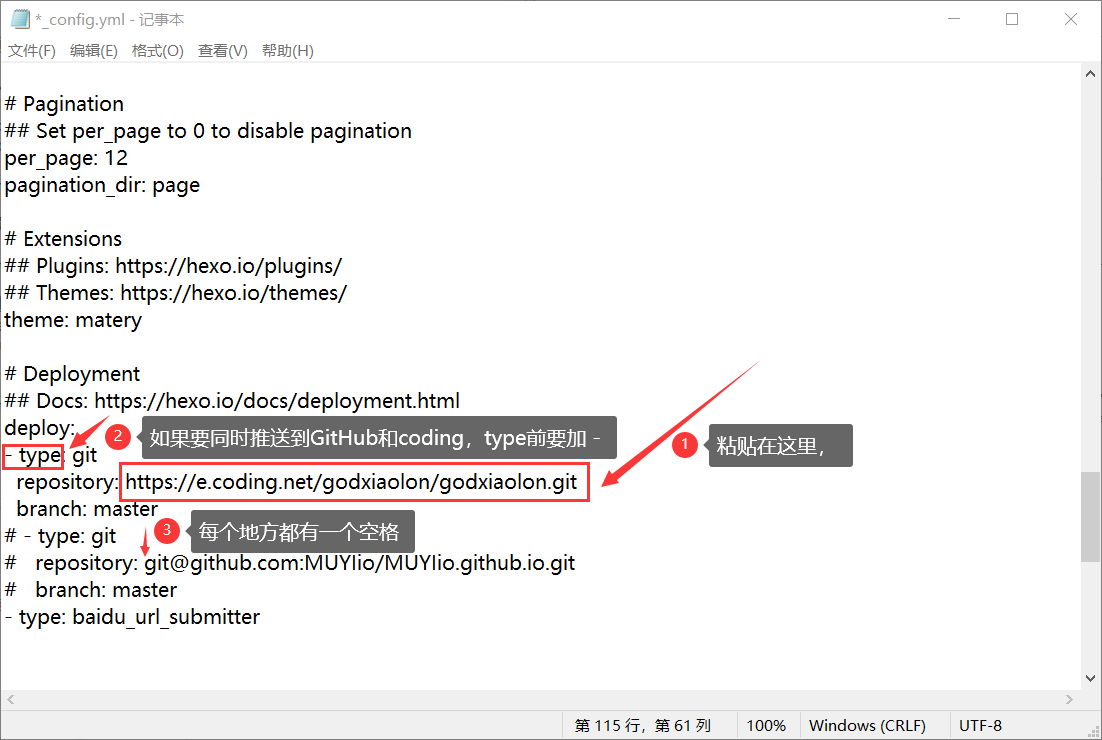 *_config.yml - 记事本
文件(F) 编辑(E) 格式(O) 查看(V) 帮助(H)
# Pagination
## Set per_page to 0 to disable pagination
per_page: 12
pagination_dir: page
# Extensions
## Plugins: https://hexo.io/plugins/
## Themes: https://hexo.io/themes/
theme: matery
# Deployment
## Docs: https://hexo.io/docs/deployment.html
deploy:
2 如果要同时推送到GitHub和coding，type前要加 -
1 粘贴在这里，
- type: git
repository: https://e.coding.net/godxiaolon/godxiaolon.git
branch: master
3 每个地方都有一个空格
# - type: git
#   repository: git@github.com:MUYIio/MUYIio.github.io.git
#   branch: master
- type: baidu_url_submitter
第 115 行，第 61 列 100% Windows (CRLF) UTF-8